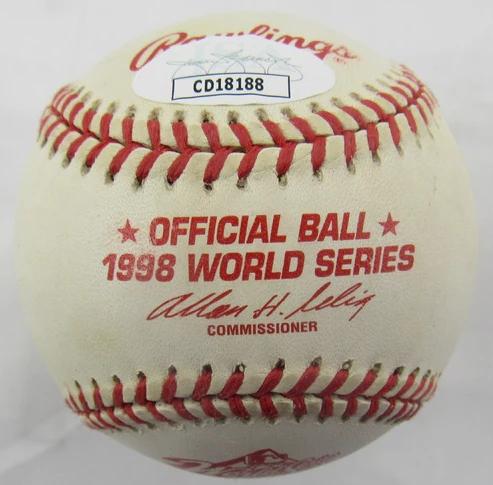 Rawlings
CD18188
★ OFFICIAL BALL ★
1998 WORLD SERIES
Allan H. Selig
COMMISSIONER